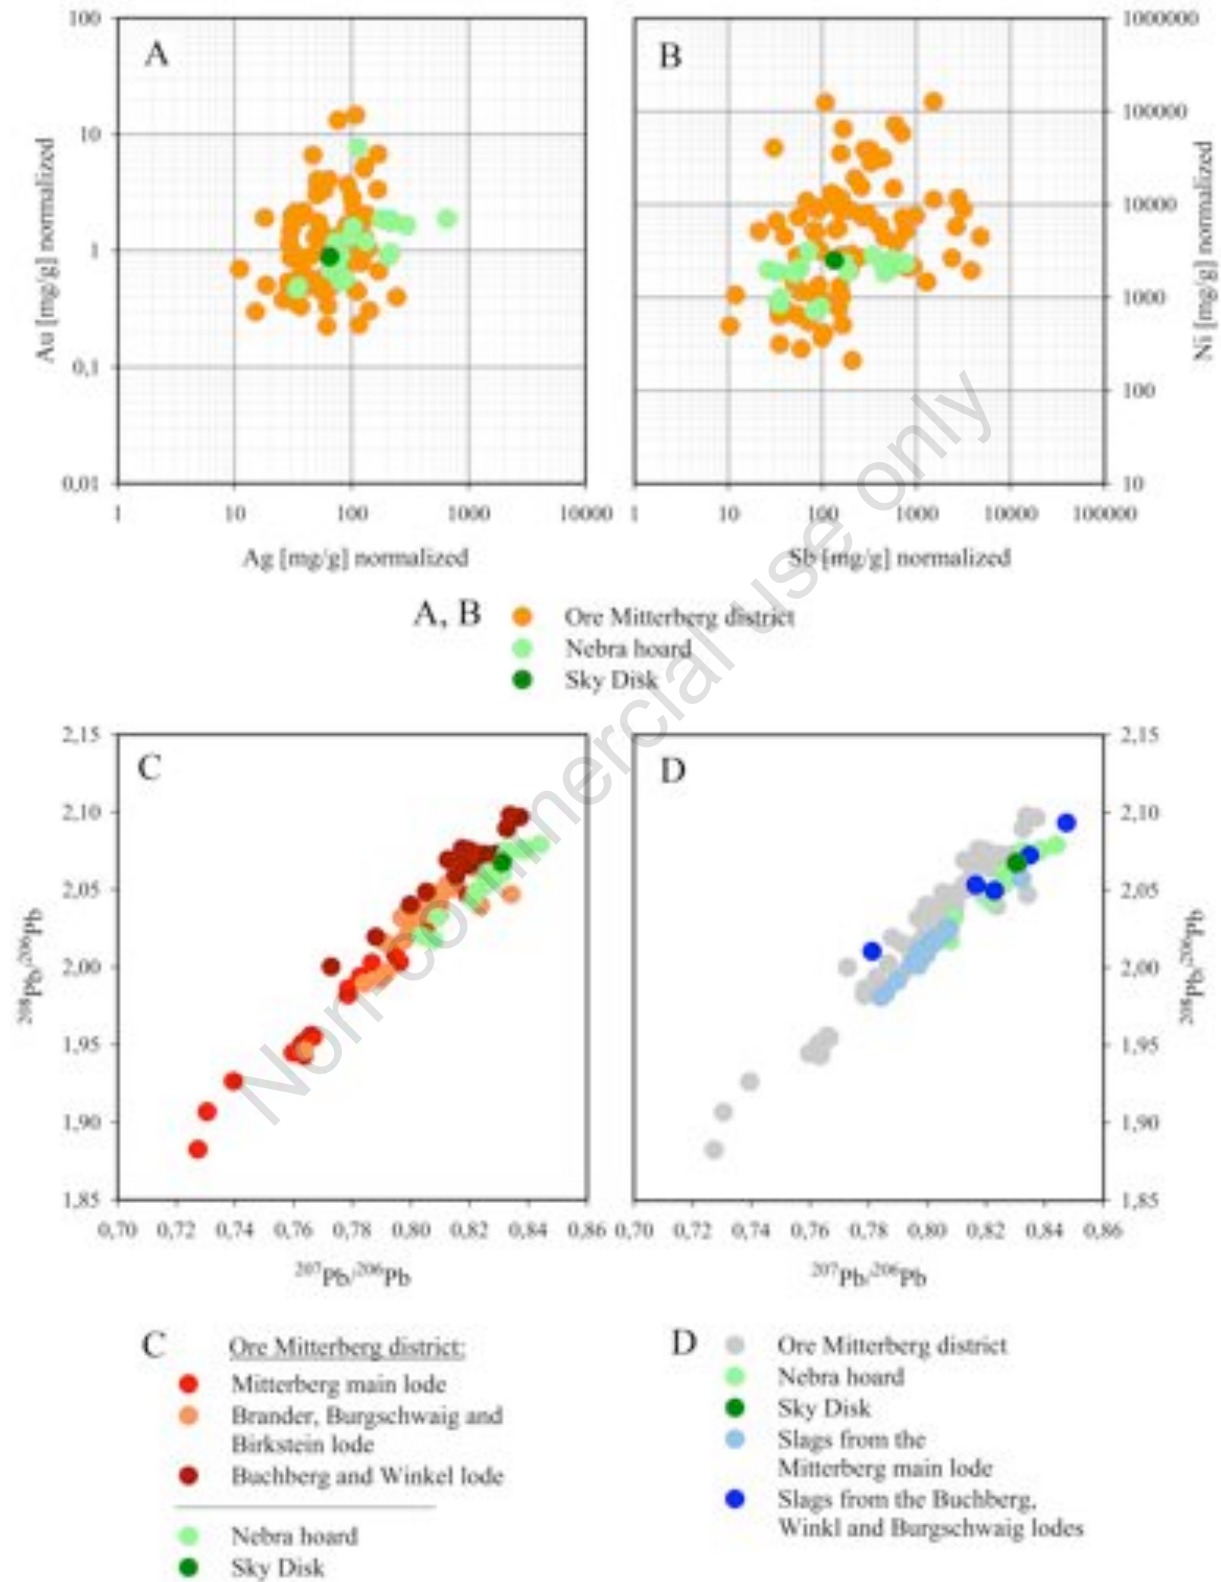 A
B
100
10
1
0,1
0,01
Au [mg/g] normalized
1 10 100 1000 10000
Ag [mg/g] normalized
1000000
100000
10000
1000
100
10
Ni [mg/g] normalized
1 10 100 1000 10000 100000
Sb [mg/g] normalized
A, B
Ore Mitterberg district
Nebra hoard
Sky Disk
C
D
2,15
2,10
2,05
2,00
1,95
1,90
1,85
²⁰⁸Pb/²⁰⁶Pb
0,70 0,72 0,74 0,76 0,78 0,80 0,82 0,84 0,86
²⁰⁷Pb/²⁰⁶Pb
2,15
2,10
2,05
2,00
1,95
1,90
1,85
²⁰⁸Pb/²⁰⁶Pb
0,70 0,72 0,74 0,76 0,78 0,80 0,82 0,84 0,86
²⁰⁷Pb/²⁰⁶Pb
C
Ore Mitterberg district:
Mitterberg main lode
Brander, Burgschwaig and
Birkstein lode
Buchberg and Winkel lode
Nebra hoard
Sky Disk
D
Ore Mitterberg district
Nebra hoard
Sky Disk
Slags from the
Mitterberg main lode
Slags from the Buchberg,
Winkl and Burgschwaig lodes
Non-commercial use only